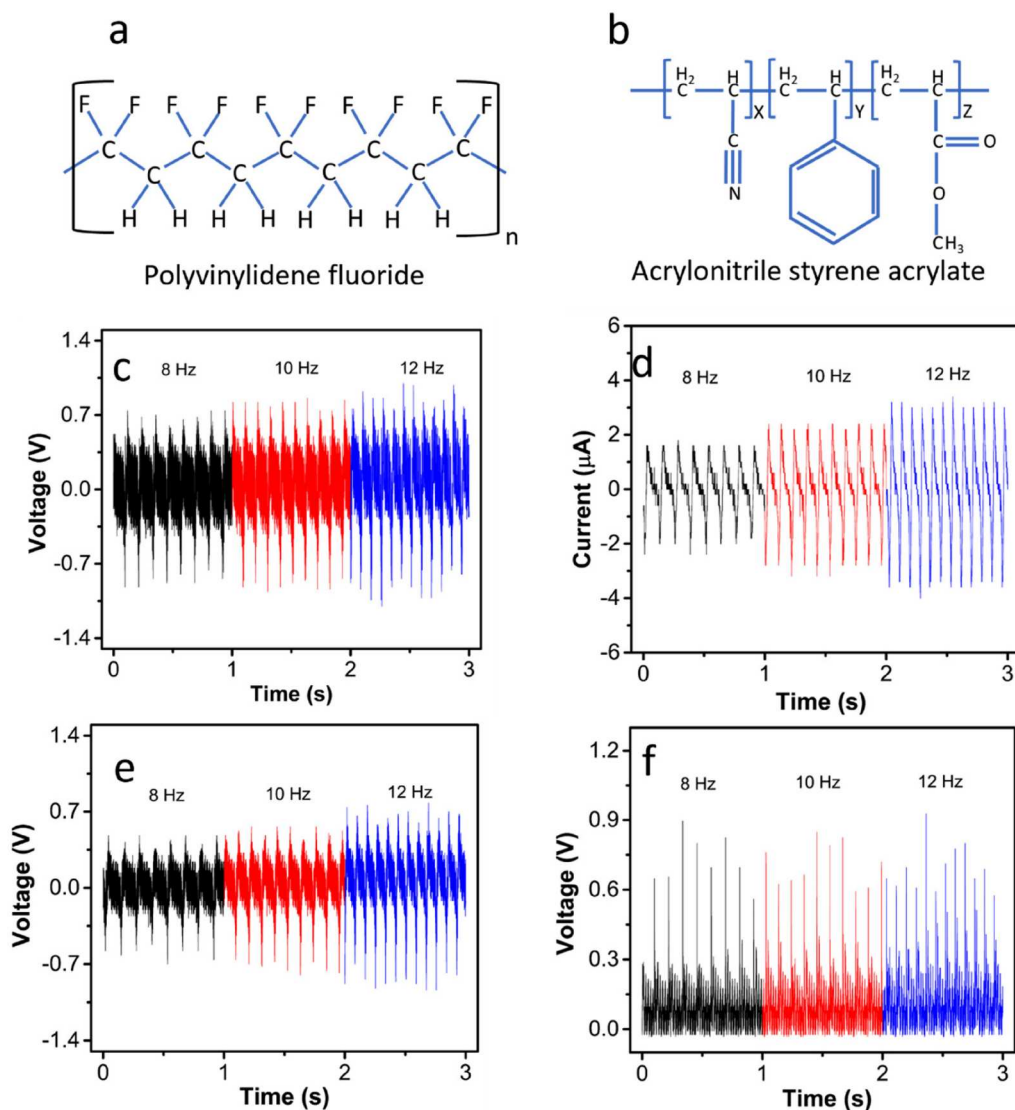 a
F F F F F F F F F F
C C C C C
C C C C
H H H H H H H H
n
Polyvinylidene fluoride
b
H2 H H2 H H2 H
C C C C C C
X Y Z
C C O
N O
CH3
Acrylonitrile styrene acrylate
c
8 Hz 10 Hz 12 Hz
Voltage (V)
1.4
0.7
0.0
-0.7
-1.4
0 1 2 3
Time (s)
d
8 Hz 10 Hz 12 Hz
Current (μA)
6
4
2
0
-2
-4
-6
0 1 2 3
Time (s)
e
8 Hz 10 Hz 12 Hz
Voltage (V)
1.4
0.7
0.0
-0.7
-1.4
0 1 2 3
Time (s)
f
8 Hz 10 Hz 12 Hz
Voltage (V)
1.2
0.9
0.6
0.3
0.0
0 1 2 3
Time (s)